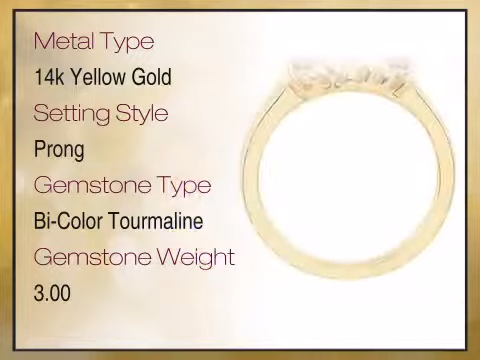 Metal Type
14k Yellow Gold
Setting Style
Prong
Gemstone Type
Bi-Color Tourmaline
Gemstone Weight
3.00